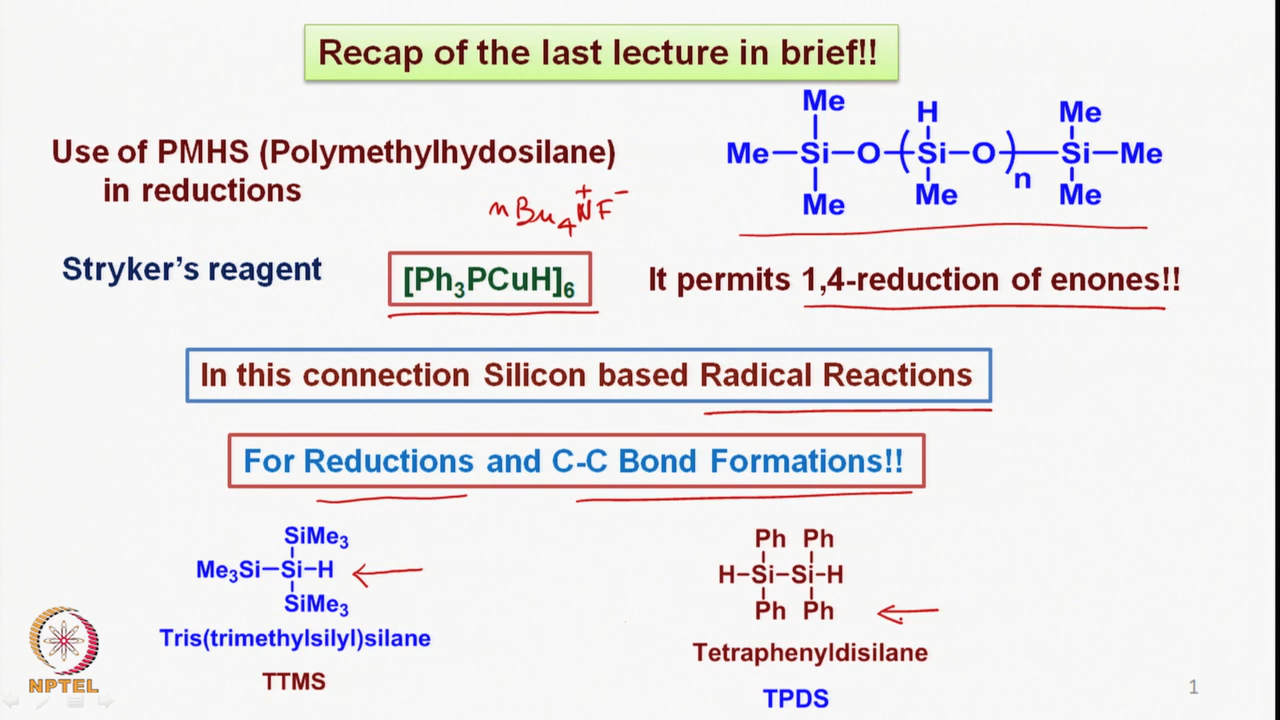 Recap of the last lecture in brief!!
Use of PMHS (Polymethylhydosilane)
in reductions
Me H Me
Me–Si–O–(Si–O)n–Si–Me
Me Me Me
nBu4N+F−
Stryker's reagent [Ph3PCuH]6 It permits 1,4-reduction of enones!!
In this connection Silicon based Radical Reactions
For Reductions and C-C Bond Formations!!
SiMe3
Me3Si–Si–H
SiMe3
Tris(trimethylsilyl)silane
TTMS
Ph Ph
H–Si–Si–H
Ph Ph
Tetraphenyldisilane
TPDS
NPTEL
1